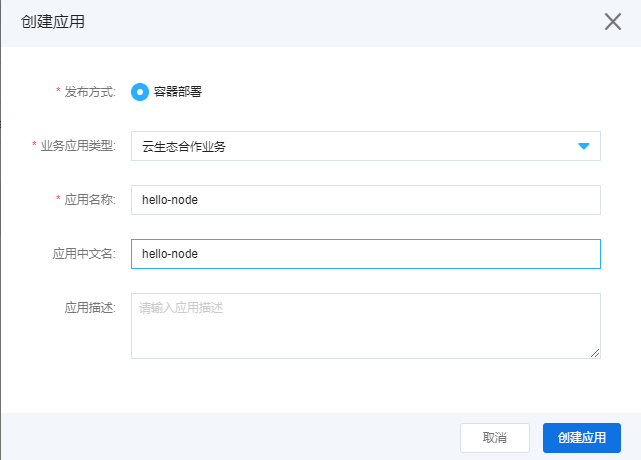 创建应用
* 发布方式: 容器部署
* 业务应用类型: 云生态合作业务
* 应用名称: hello-node
应用中文名: hello-node
应用描述: 请输入应用描述
取消 创建应用